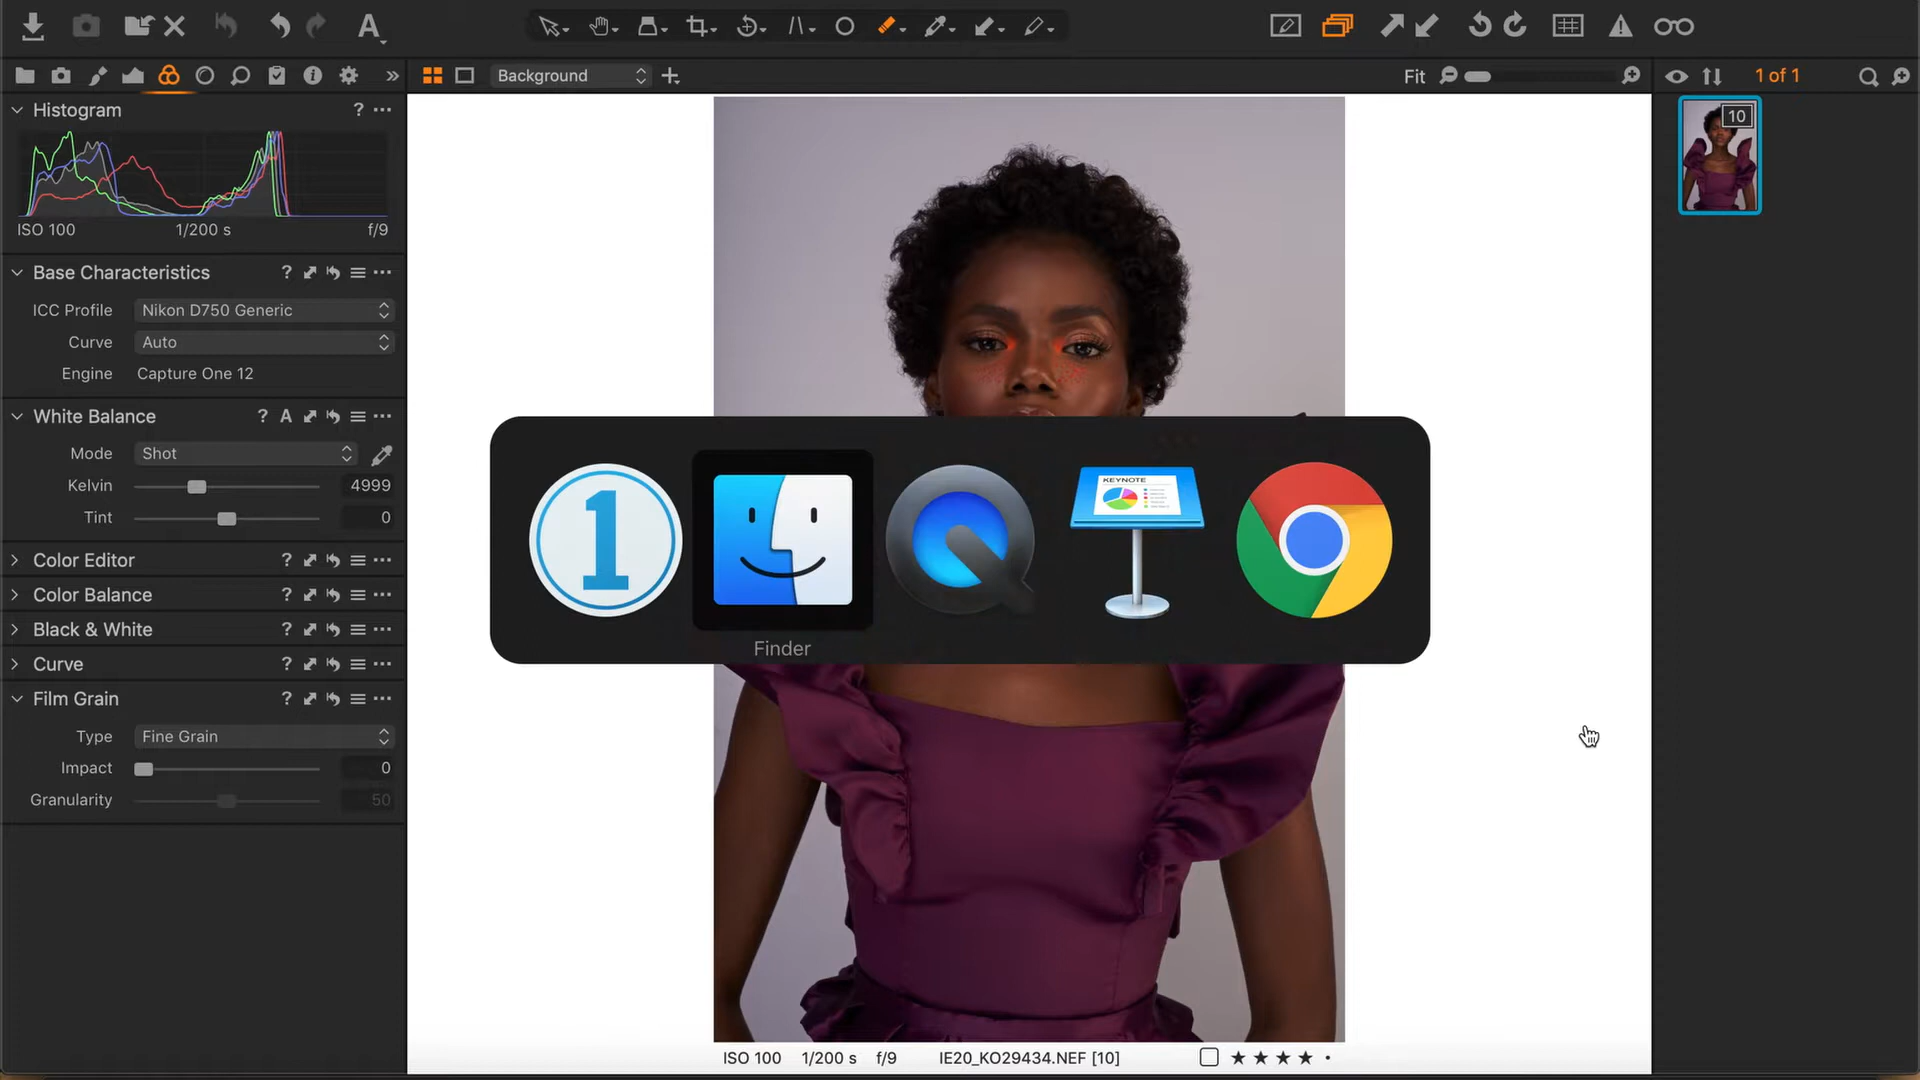 A
Background
Fit
1 of 1
Histogram
?
ISO 100
1/200 s
f/9
10
Base Characteristics
?
ICC Profile
Nikon D750 Generic
Curve
Auto
Engine
Capture One 12
White Balance
? A
Mode
Shot
Kelvin
4999
Tint
0
Color Editor
?
Color Balance
?
Black & White
?
Curve
?
Film Grain
?
Type
Fine Grain
Impact
0
Granularity
50
1
KEYNOTE
Finder
ISO 100 1/200 s f/9 IE20_KO29434.NEF [10]